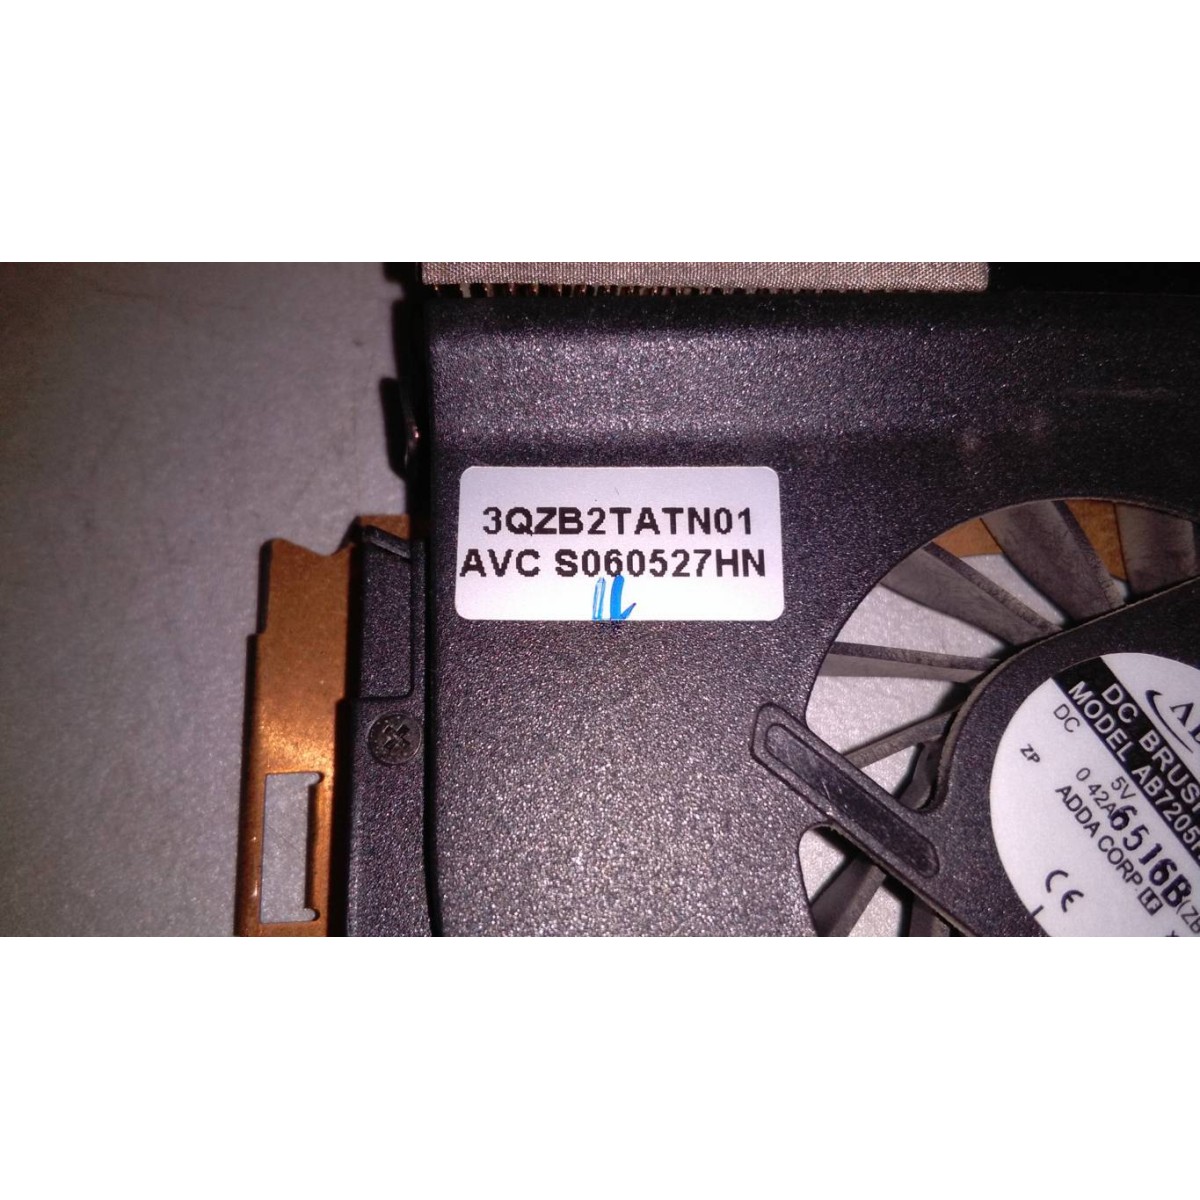 3QZB2TATN01
AVC S060527HN
DC BRUS
MODEL AB7205
DC 5V 0.42A
ZP
6516B
ADDA CORP
CE